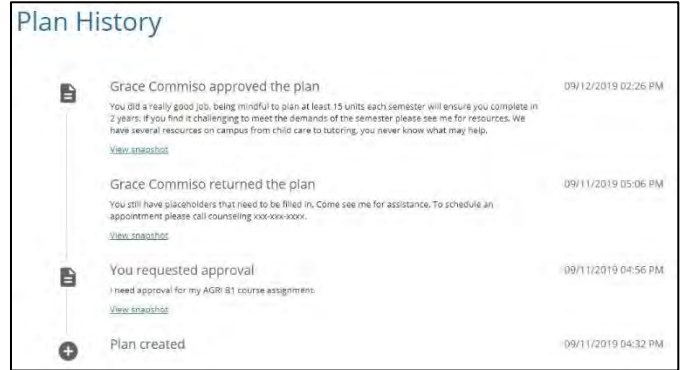 Plan History
Grace Commiso approved the plan
09/12/2019 02:26 PM
You did a really good job, being mindful to plan at least 15 units each semester will ensure you complete in
2 years. If you find it challenging to meet the demands of the semester please see me for resources. We
have several resources on campus from child care to tutoring, you never know what may help.
View snapshot
Grace Commiso returned the plan
09/11/2019 05:06 PM
You still have placeholders that need to be filled in. Come see me for assistance. To schedule an
appointment please call counseling xxx-xxx-xxxx.
View snapshot
You requested approval
09/11/2019 04:56 PM
I need approval for my AGRI B1 course assignment.
View snapshot
Plan created
09/11/2019 04:32 PM